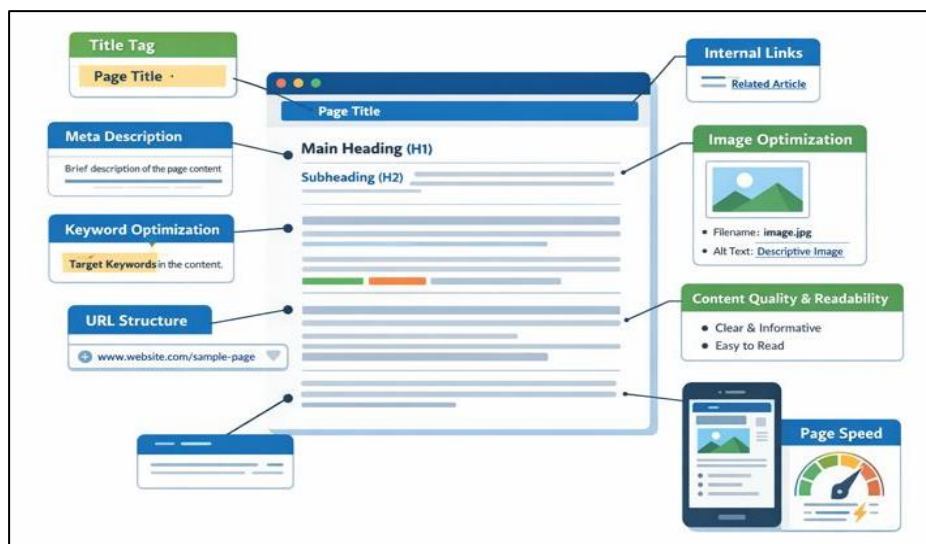 Title Tag
Page Title
Meta Description
Brief description of the page content
Keyword Optimization
Target Keywords in the content.
URL Structure
www.website.com/sample-page
Page Title
Main Heading (H1)
Subheading (H2)
Internal Links
Related Article
Image Optimization
• Filename: image.jpg
• Alt Text: Descriptive Image
Content Quality & Readability
• Clear & Informative
• Easy to Read
Page Speed